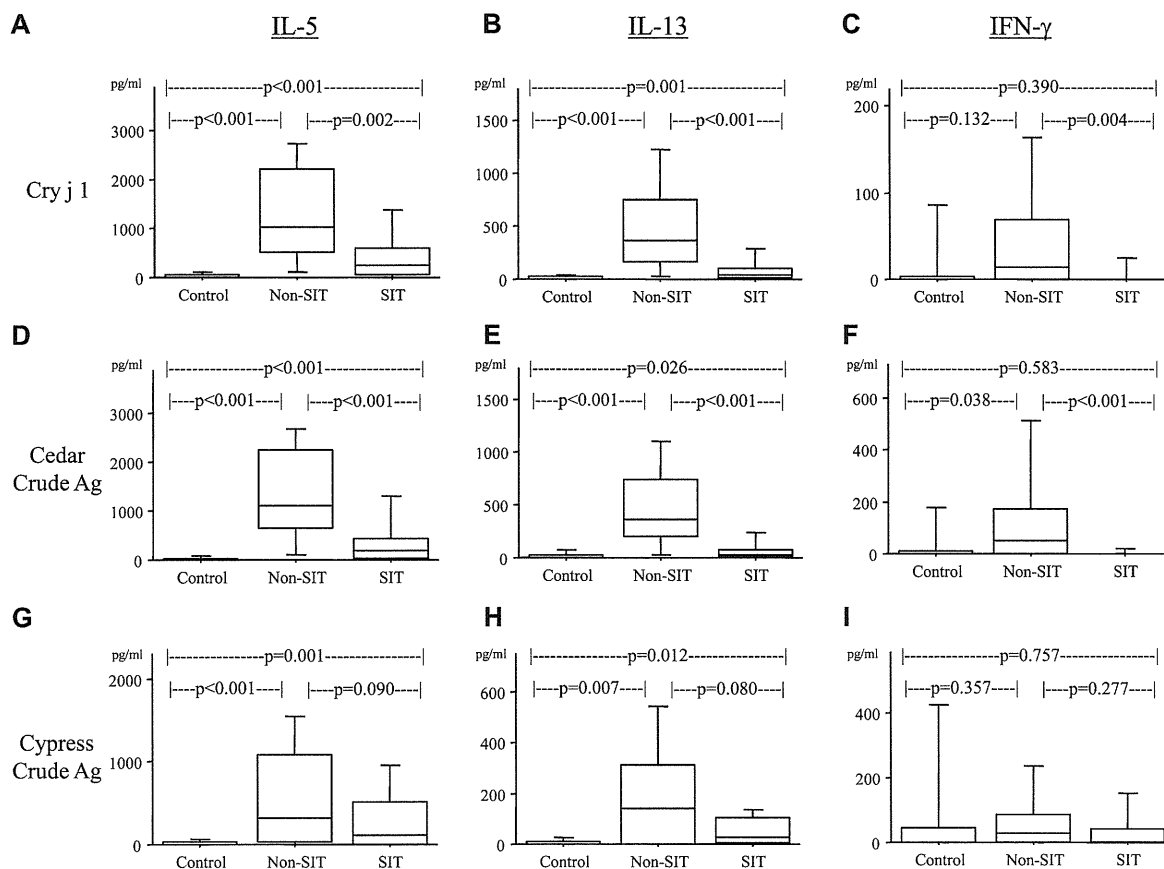 A IL-5 B IL-13 C IFN-γ
pg/ml |------------------p<0.001------------------| pg/ml |------------------p=0.001------------------| pg/ml |------------------p=0.390------------------|
|---p<0.001---| |----p=0.002----| |---p<0.001---| |---p<0.001----| |----p=0.132----| |----p=0.004----|
Cry j 1
3000 2000 1000 0
1500 1000 500 0
200 100 0
Control Non-SIT SIT Control Non-SIT SIT Control Non-SIT SIT
D E F
pg/ml |------------------p<0.001------------------| pg/ml |------------------p=0.026------------------| pg/ml |------------------p=0.583------------------|
|---p<0.001---| |---p<0.001----| |---p<0.001---| |---p<0.001----| |----p=0.038---| |---p<0.001----|
Cedar
Crude Ag
3000 2000 1000 0
1500 1000 500 0
600 400 200 0
Control Non-SIT SIT Control Non-SIT SIT Control Non-SIT SIT
G H I
pg/ml |------------------p=0.001------------------| pg/ml |------------------p=0.012------------------| pg/ml |------------------p=0.757------------------|
|---p<0.001---| |----p=0.090----| |---p=0.007----| |----p=0.080----| |----p=0.357----| |----p=0.277----|
Cypress
Crude Ag
2000 1000 0
600 400 200 0
400 200 0
Control Non-SIT SIT Control Non-SIT SIT Control Non-SIT SIT